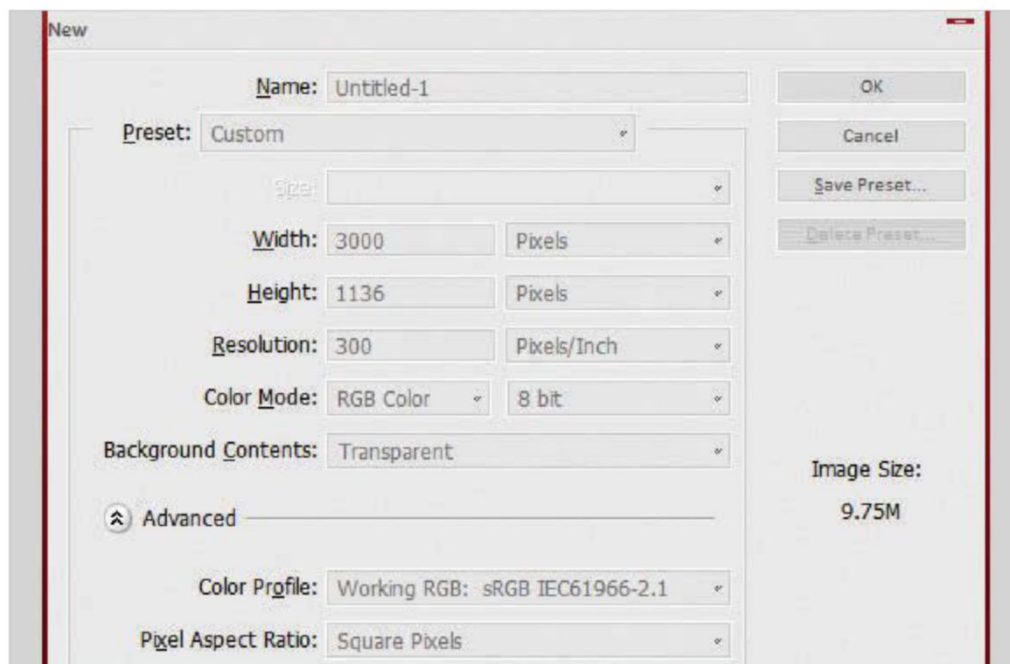 New
Name: Untitled-1
OK
Preset: Custom
Cancel
Size:
Save Preset...
Width: 3000 Pixels
Delete Preset...
Height: 1136 Pixels
Resolution: 300 Pixels/Inch
Color Mode: RGB Color 8 bit
Background Contents: Transparent
Image Size:
9.75M
Advanced
Color Profile: Working RGB: sRGB IEC61966-2.1
Pixel Aspect Ratio: Square Pixels